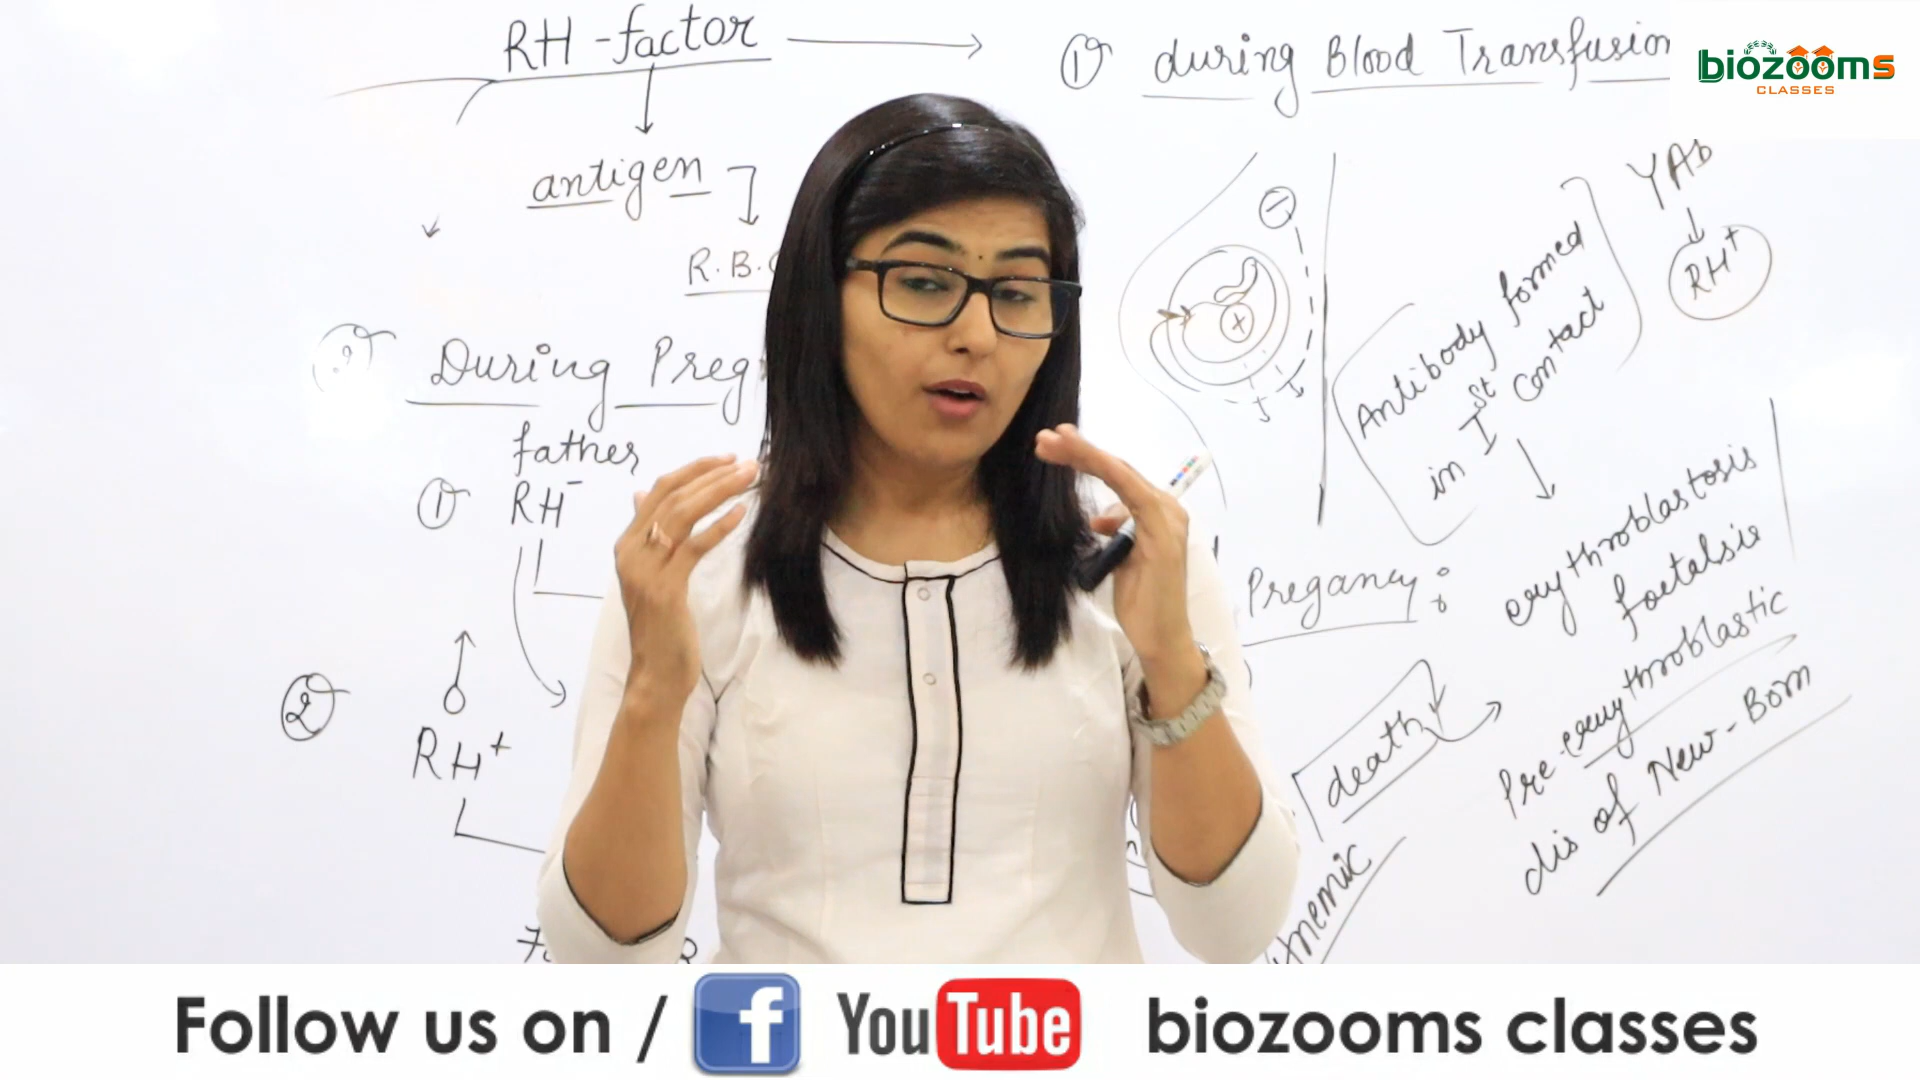 RH-factor
① during Blood Transfusion
biozooms
CLASSES
antigen
R.B.
YAb
RH+
−
+
Antibody formed
in Ist contact
During Preg
father
① RH−
Pregancy:
erythroblastosis
foetalsis
② RH+
death
Pre-erythroblastic
dis of New-Born
Follow us on / f YouTube biozooms classes